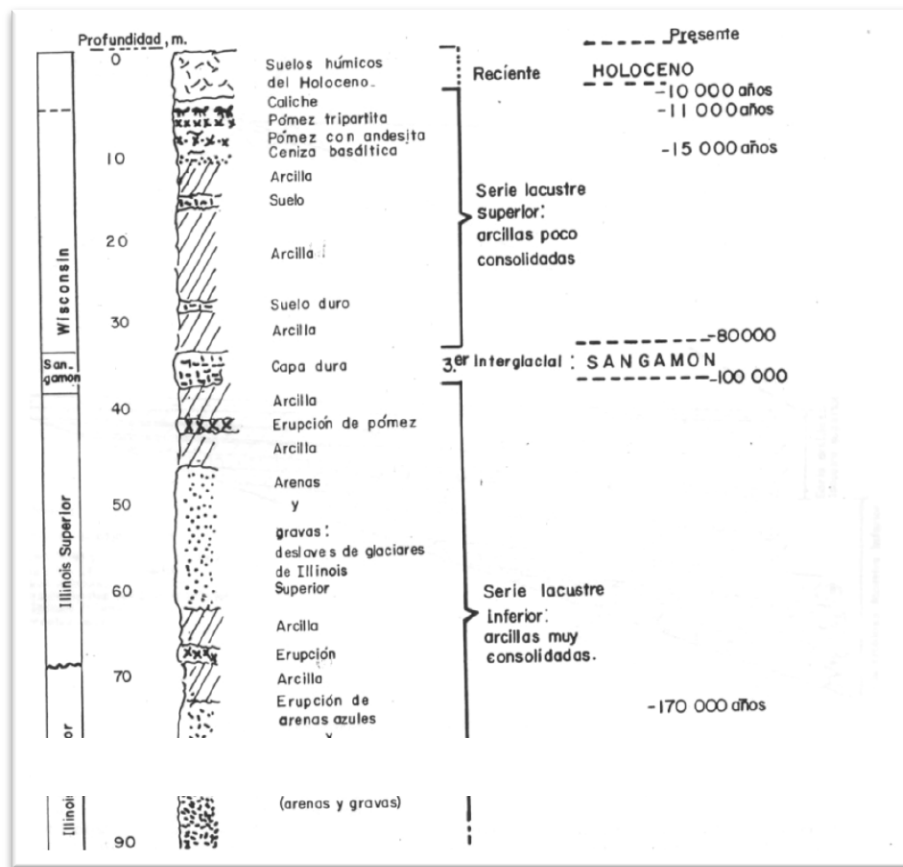 Profundidad, m.
Presente
0
Suelos húmicos
del Holoceno.
Reciente
HOLOCENO
-10 000 años
Caliche
-11 000 años
Pómez tripartita
Pómez con andesita
Ceniza basáltica
-15 000 años
10
Arcilla
Suelo
Serie lacustre
Superior:
arcillas poco
consolidadas
20
Arcilla
Wisconsin
Suelo duro
30
Arcilla
-80000
San-
gamon
Capa dura
3.er Interglacial : SANGAMON
-100 000
40
Arcilla
Erupción de pómez
Arcilla
Arenas
50
y
gravas:
deslaves de glaciares
de Illinois
Superior
Illinois Superior
60
Serie lacustre
Inferior:
arcillas muy
consolidadas.
Arcilla
Erupción
70
Arcilla
Erupción de
arenas azules
y
-170 000 años
or
(arenas y gravas)
Illinois
90